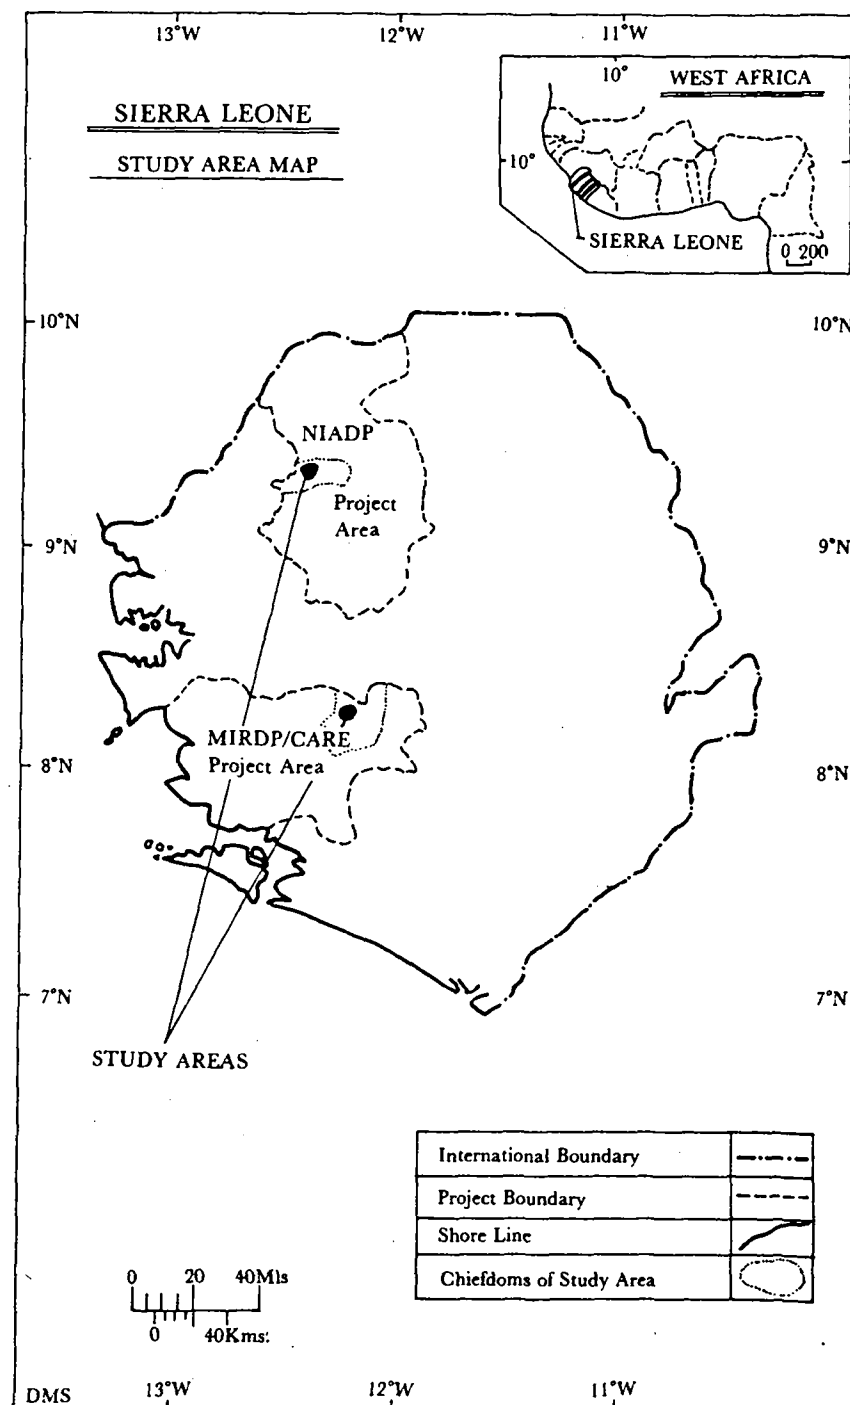 13°W 12°W 11°W
SIERRA LEONE
STUDY AREA MAP
10°
WEST AFRICA
10°
SIERRA LEONE
0 200
10°N 10°N
NIADP
Project
Area
9°N 9°N
MIRDP/CARE
Project Area
8°N 8°N
7°N 7°N
STUDY AREAS
International Boundary
Project Boundary
Shore Line
Chiefdoms of Study Area
0 20 40Mls
0 40Kms.
DMS 13°W 12°W 11°W